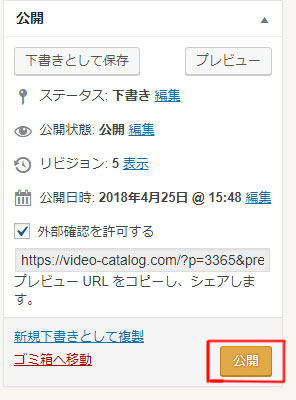 公開
下書きとして保存
プレビュー
ステータス: 下書き 編集
公開状態: 公開 編集
リビジョン: 5 表示
公開日時: 2018年4月25日 @ 15:48 編集
外部確認を許可する
https://video-catalog.com/?p=3365&pre
プレビュー URL をコピーし、シェアしま
す。
新規下書きとして複製
ゴミ箱へ移動
公開